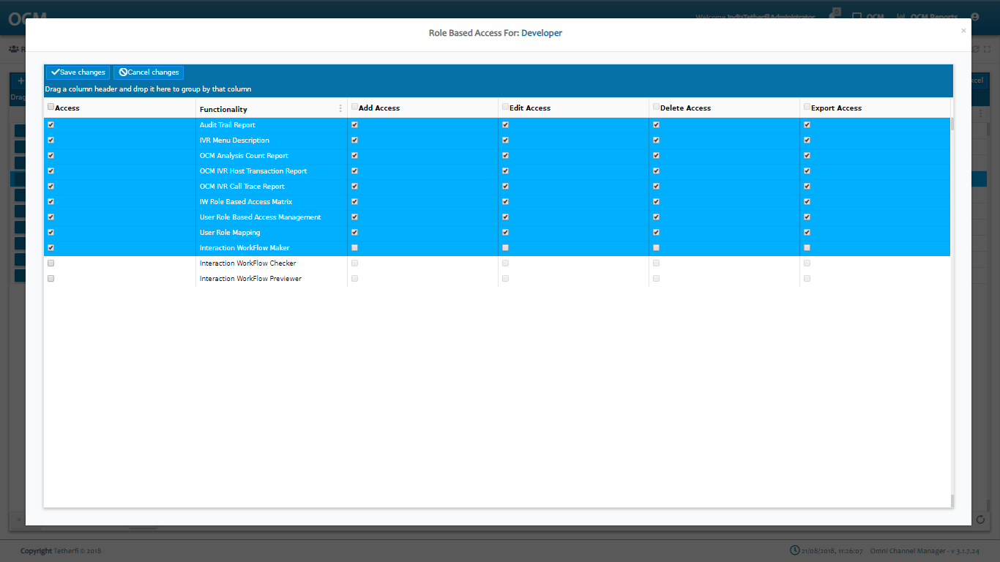 OCM
Welcome IndiaTetherfiAdministrator 0 OCM OCM Reports
Role Based Access For: Developer ×
R
Save changes Cancel changes
+ xcel
Drag a column header and drop it here to group by that column
Drag
Access Functionality Add Access Edit Access Delete Access Export Access
Audit Trail Report
IVR Menu Description
OCM Analysis Count Report
OCM IVR Host Transaction Report
OCM IVR Call Trace Report
IW Role Based Access Matrix
User Role Based Access Management
User Role Mapping
Interaction WorkFlow Maker
Interaction WorkFlow Checker
Interaction WorkFlow Previewer
Copyright Tetherfi © 2018 21/08/2018, 11:26:07 Omni Channel Manager - v 3.1.7.24